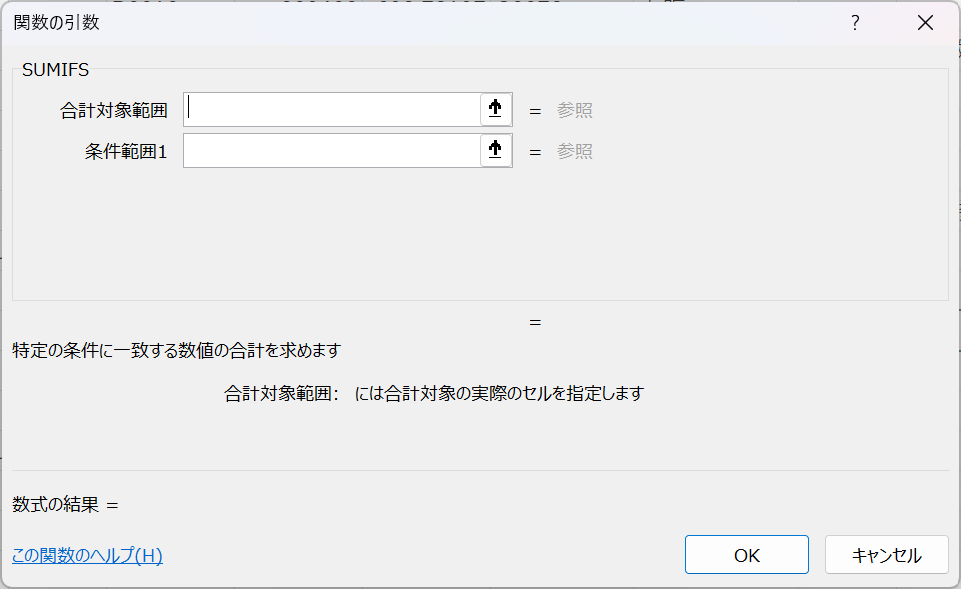 関数の引数
SUMIFS
合計対象範囲 = 参照
条件範囲1 = 参照
=
特定の条件に一致する数値の合計を求めます
合計対象範囲: には合計対象の実際のセルを指定します
数式の結果 =
この関数のヘルプ(H)
OK キャンセル